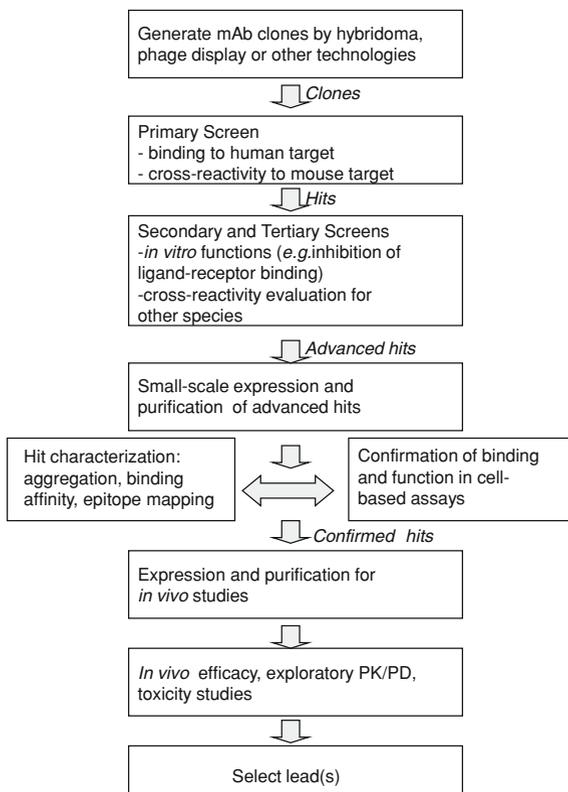 Generate mAb clones by hybridoma,
phage display or other technologies
Clones
Primary Screen
- binding to human target
- cross-reactivity to mouse target
Hits
Secondary and Tertiary Screens
-in vitro functions (e.g.inhibition of
ligand-receptor binding)
-cross-reactivity evaluation for
other species
Advanced hits
Small-scale expression and
purification of advanced hits
Hit characterization:
aggregation, binding
affinity, epitope mapping
Confirmation of binding
and function in cell-
based assays
Confirmed hits
Expression and purification for
in vivo studies
In vivo efficacy, exploratory PK/PD,
toxicity studies
Select lead(s)